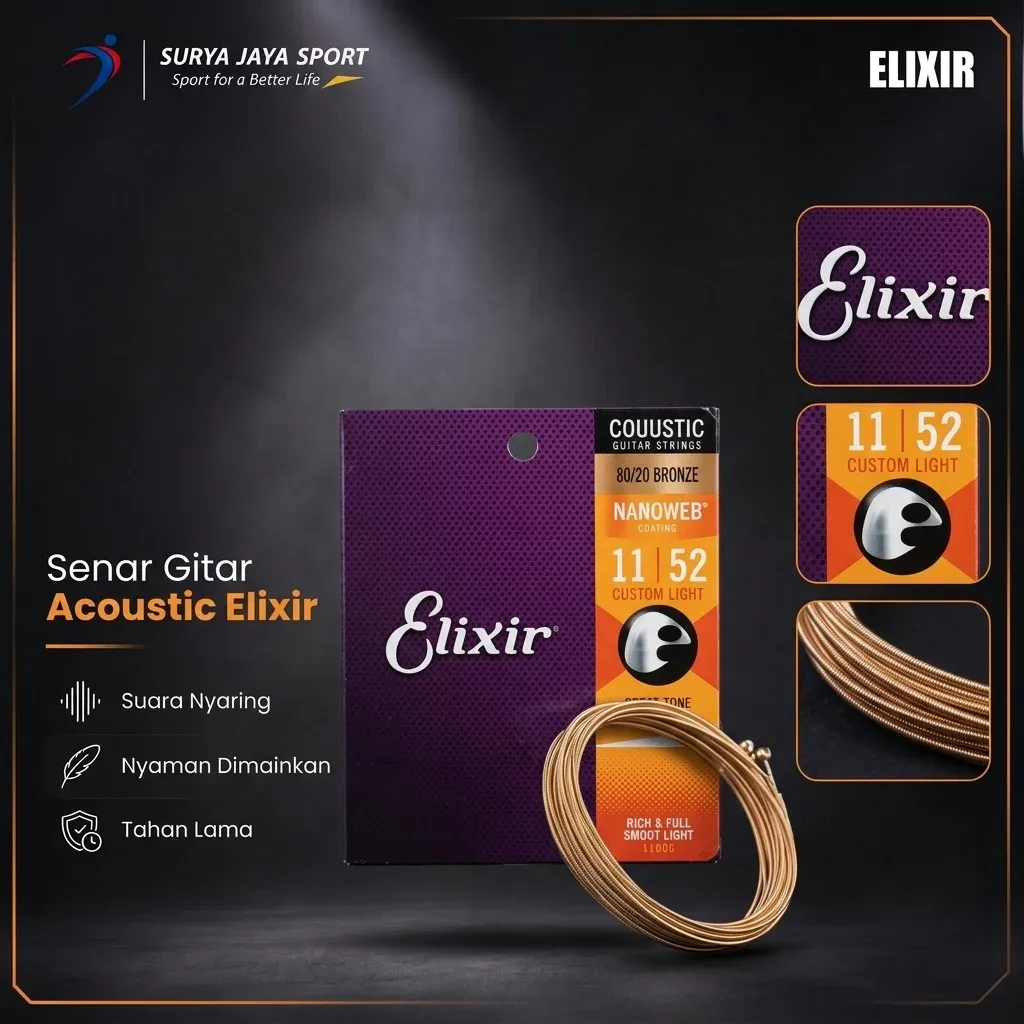 SURYA JAYA SPORT
Sport for a Better Life
ELIXIR
Elixir
11 | 52
CUSTOM LIGHT
COUUSTIC
GUITAR STRINGS
80/20 BRONZE
NANOWEB®
COATING
11 | 52
CUSTOM LIGHT
Elixir®
GREAT TONE
RICH & FULL
SMOOT LIGHT
Senar Gitar
Acoustic Elixir
Suara Nyaring
Nyaman Dimainkan
Tahan Lama